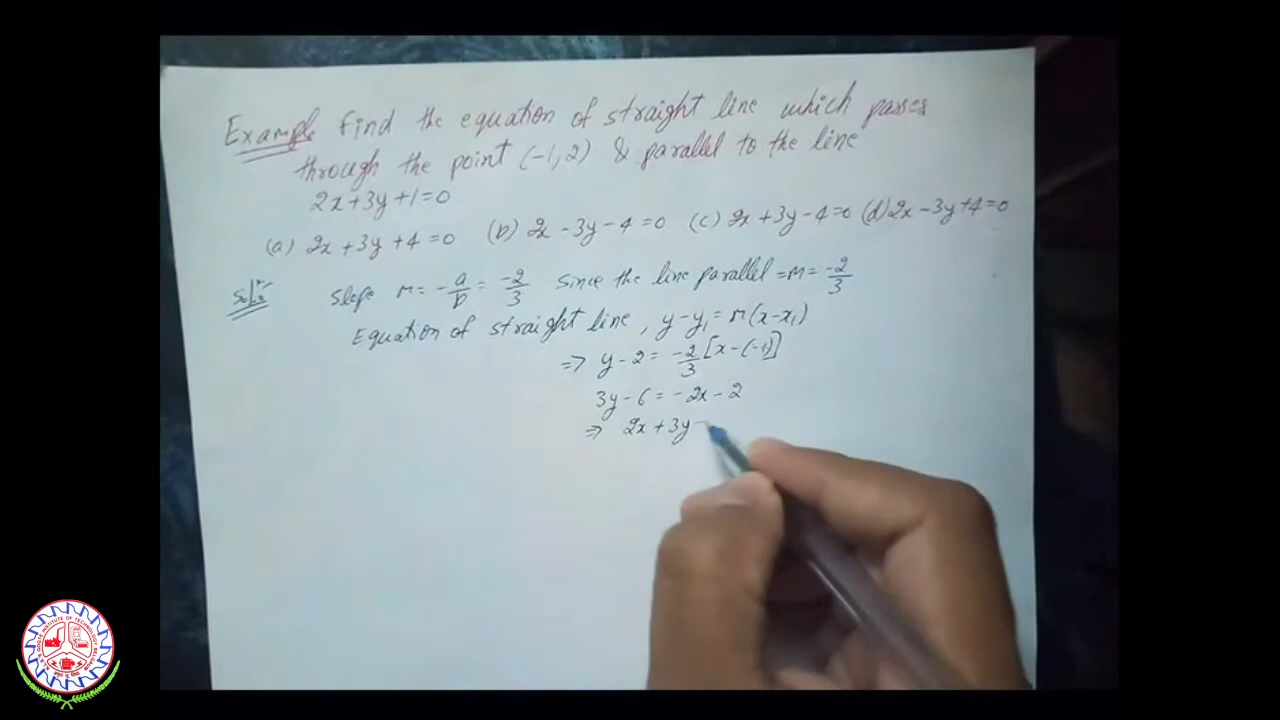 Example Find the equation of straight line which passes
through the point (-1,2) & parallel to the line
2x+3y+1=0
(a) 2x+3y+4=0 (b) 2x-3y-4=0 (c) 2x+3y-4=0 (d) 2x-3y+4=0
Slope m = -a/b = -2/3 since the line parallel = m = -2/3
Equation of straight line, y-y₁ = m(x-x₁)
⇒ y-2 = -2/3 [x-(-1)]
3y-6 = -2x-2
⇒ 2x+3y-